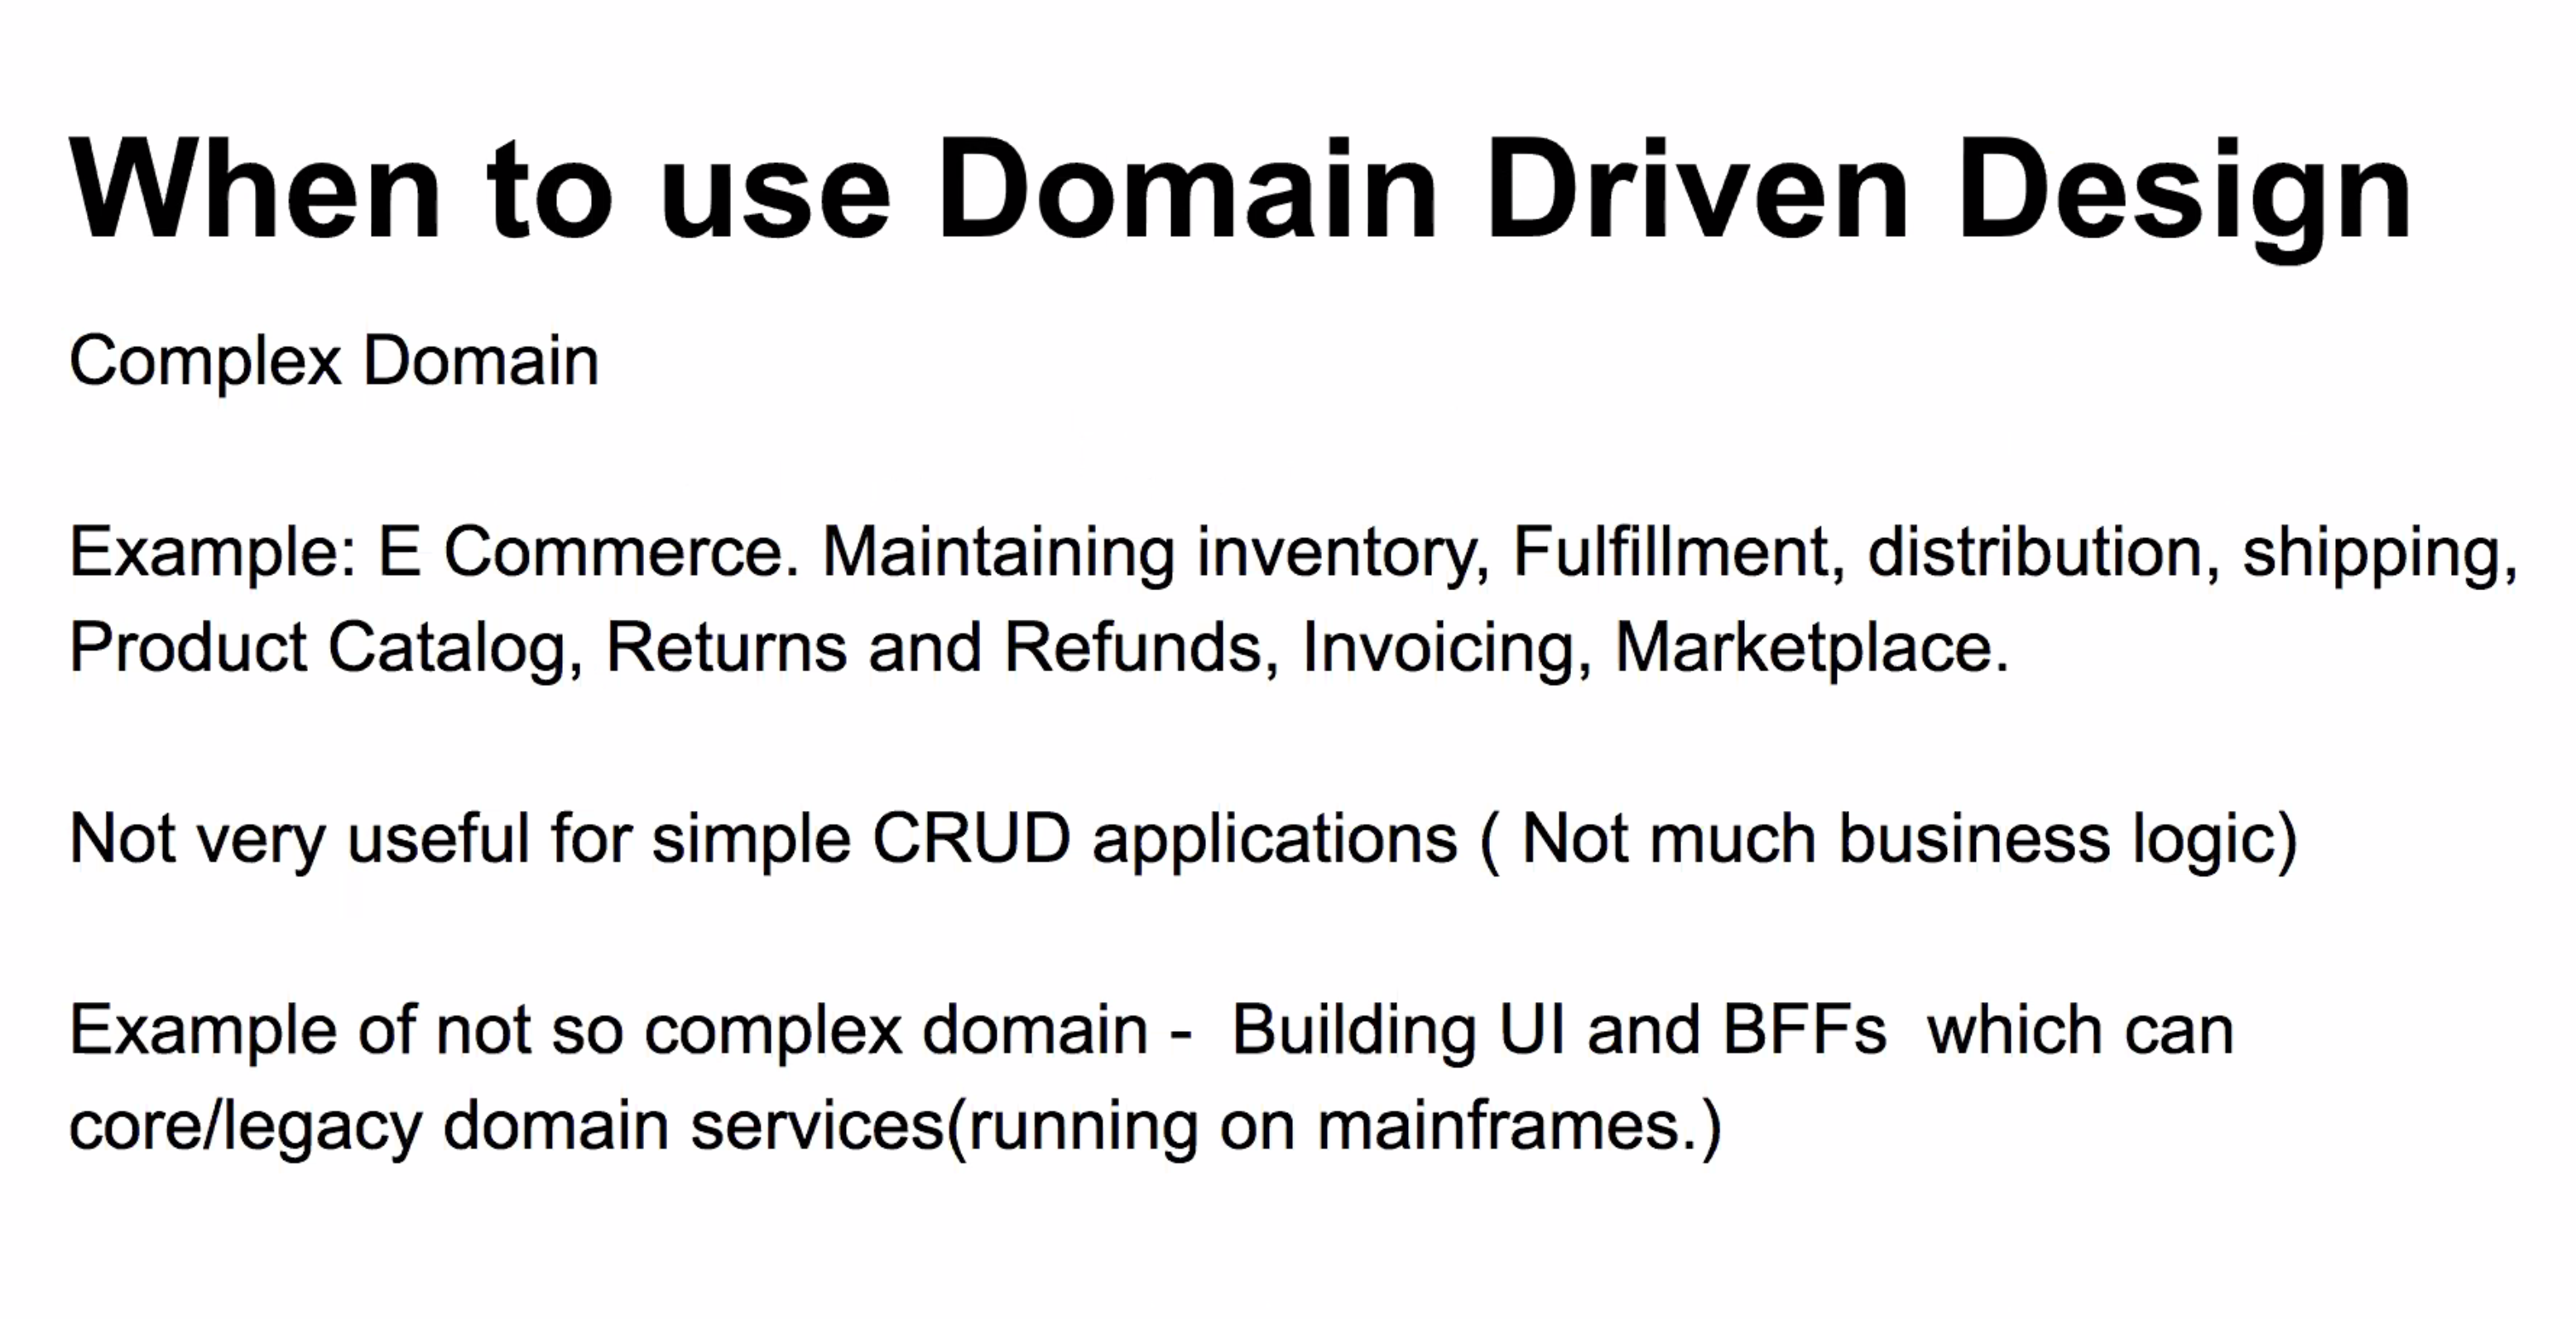 When to use Domain Driven Design
Complex Domain
Example: E Commerce. Maintaining inventory, Fulfillment, distribution, shipping,
Product Catalog, Returns and Refunds, Invoicing, Marketplace.
Not very useful for simple CRUD applications ( Not much business logic)
Example of not so complex domain -  Building UI and BFFs  which can
core/legacy domain services(running on mainframes.)